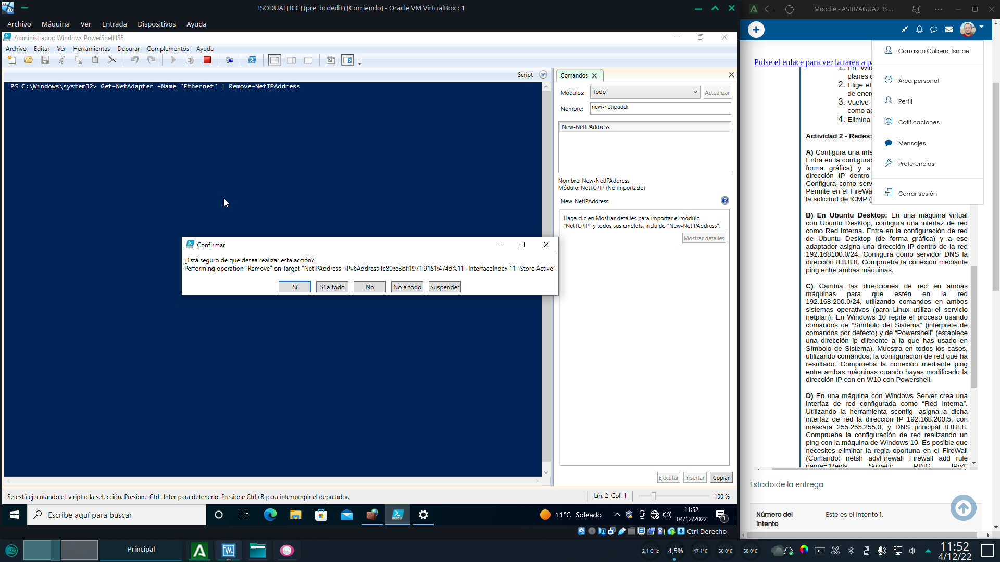 ISODUAL[ICC] (pre_bcdedit) [Corriendo] - Oracle VM VirtualBox : 1
Archivo Máquina Ver Entrada Dispositivos Ayuda
Administrador: Windows PowerShell ISE
Archivo Editar Ver Herramientas Depurar Complementos Ayuda
Script
PS C:\Windows\system32> Get-NetAdapter -Name "Ethernet" | Remove-NetIPAddress
Confirmar
¿Está seguro de que desea realizar esta acción?
Performing operation "Remove" on Target "NetIPAddress -IPv6Address fe80::e3bf:1971:9181:474d%11 -InterfaceIndex 11 -Store Active"
Sí Sí a todo No No a todo Suspender
Comandos
Módulos: Todo Actualizar
Nombre: new-netipaddr
New-NetIPAddress
Nombre: New-NetIPAddress
Módulo: NetTCPIP (No importado)
New-NetIPAddress:
Haga clic en Mostrar detalles para importar el módulo
"NetTCPIP" y todos sus cmdlets, incluido "New-NetIPAddress".
Mostrar detalles
Ejecutar Insertar Copiar
Se está ejecutando el script o la selección. Presione Ctrl+Inter para detenerlo. Presione Ctrl+B para interrumpir el depurador.
Lín. 2 Col. 1
100 %
Escribe aquí para buscar
11°C Soleado
11:52
04/12/2022
1
Ctrl Derecho
Moodle - ASIR/AGUA2_IS...
Pulse el enlace para ver la tarea a p
1. En Win
planes d
2. Elige el
de energ
3. Vuelve
como ac
4. Elimina
Carrasco Cubero, Ismael
Área personal
Perfil
Calificaciones
Mensajes
Preferencias
Cerrar sesión
Actividad 2 - Redes:
A) Configura una inte
Entra en la configurac
forma gráfica) y a
dirección IP dentro
Configura como serv
Permite en el FireWa
la solicitud de ICMP (
B) En Ubuntu Desktop: En una máquina virtual
con Ubuntu Desktop, configura una interfaz de red
como Red Interna. Entra en la configuración de red
de Ubuntu Desktop (de forma gráfica) y a ese
adaptador asigna una dirección IP dentro de la red
192.168100.0/24. Configura como servidor DNS la
dirección 8.8.8.8. Comprueba la conexión mediante
ping entre ambas máquinas.
C) Cambia las direcciones de red en ambas
máquinas para que estén en la red
192.168.200.0/24, utilizando comandos en ambos
sistemas operativos (para Linux utiliza el servicio
netplan). En Windows 10 repite el proceso usando
comandos de “Símbolo del Sistema” (intérprete de
comandos por defecto) y de “Powershell” (establece
una dirección ip diferente a la que has usado en
Símbolo de Sistema). Muestra en todos los casos,
utilizando comandos, la configuración de red que ha
resultado. Comprueba la conexión mediante ping
entre ambas máquinas cuando hayas modificado la
dirección IP con en W10 con Powershell.
D) En una máquina con Windows Server crea una
interfaz de red configurada como “Red Interna”.
Utilizando la herramienta sconfig, asigna a dicha
interfaz de red la dirección IP 192.168.200.5, con
máscara 255.255.255.0, y DNS principal 8.8.8.8.
Comprueba la configuración de red realizando un
ping con la máquina de Windows 10. Es posible que
necesites eliminar la regla oportuna en el FireWall
(Comando: netsh advFirewall Firewall add rule
name="Regla Solvetic PING IPv4"
Estado de la entrega
Número del
Intento
Este es el intento 1.
Principal
2,1 GHz 4,5% 47,1°C 56,0°C 58,0°C
11:52
4/12/22